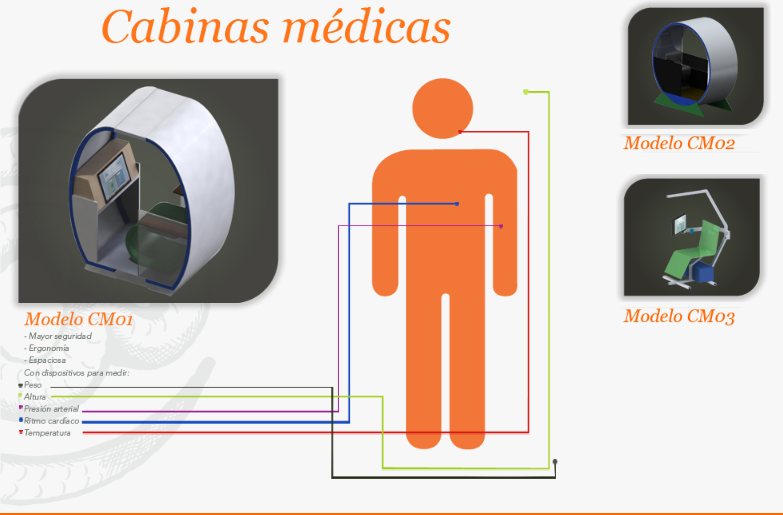 Cabinas médicas
Modelo CM01
- Mayor seguridad
- Ergonomía
- Espaciosa
Con dispositivos para medir:
Peso
Altura
Presión arterial
Ritmo cardiaco
Temperatura
Modelo CM02
Modelo CM03